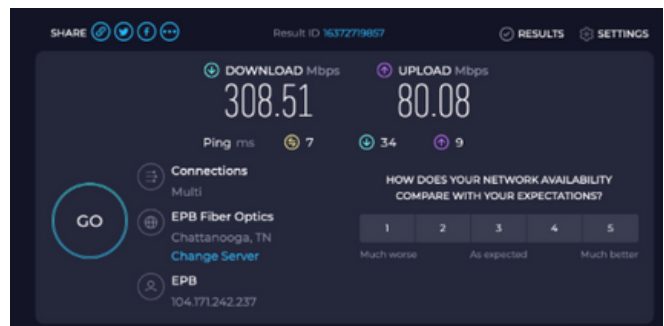 SHARE Result ID 16372719857 RESULTS SETTINGS
DOWNLOAD Mbps UPLOAD Mbps
308.51 80.08
Ping ms 7 34 9
Connections
Multi
HOW DOES YOUR NETWORK AVAILABILITY
COMPARE WITH YOUR EXPECTATIONS?
GO
EPB Fiber Optics
Chattanooga, TN
Change Server
1 2 3 4 5
Much worse As expected Much better
EPB
104.171.242.237